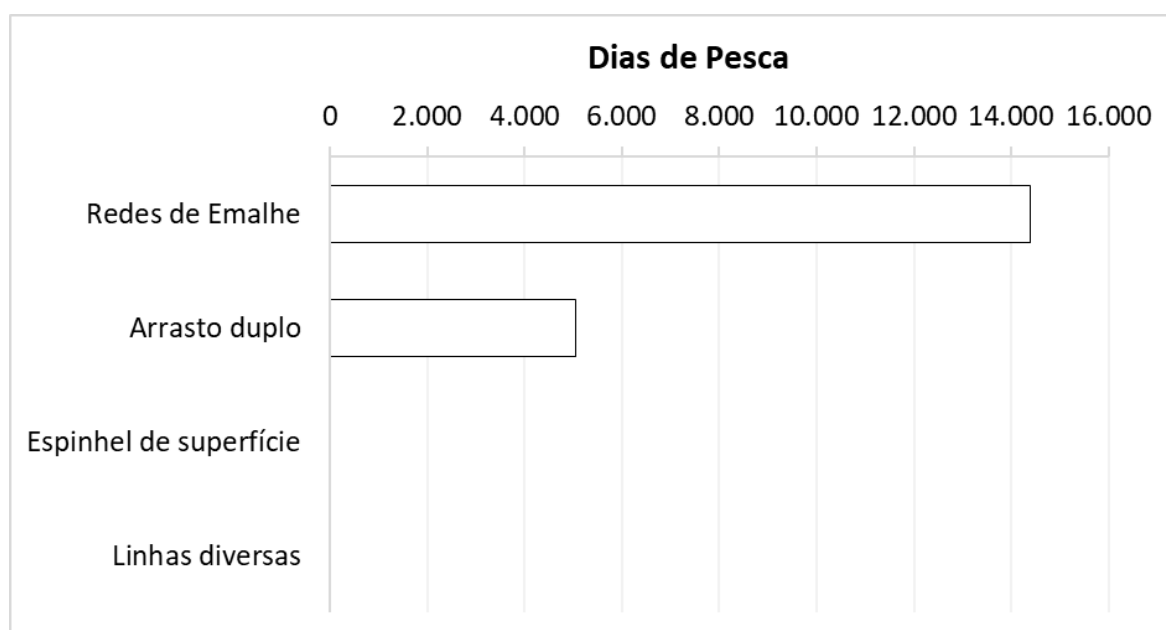 Dias de Pesca
0 2.000 4.000 6.000 8.000 10.000 12.000 14.000 16.000
Redes de Emalhe
Arrasto duplo
Espinhel de superfície
Linhas diversas